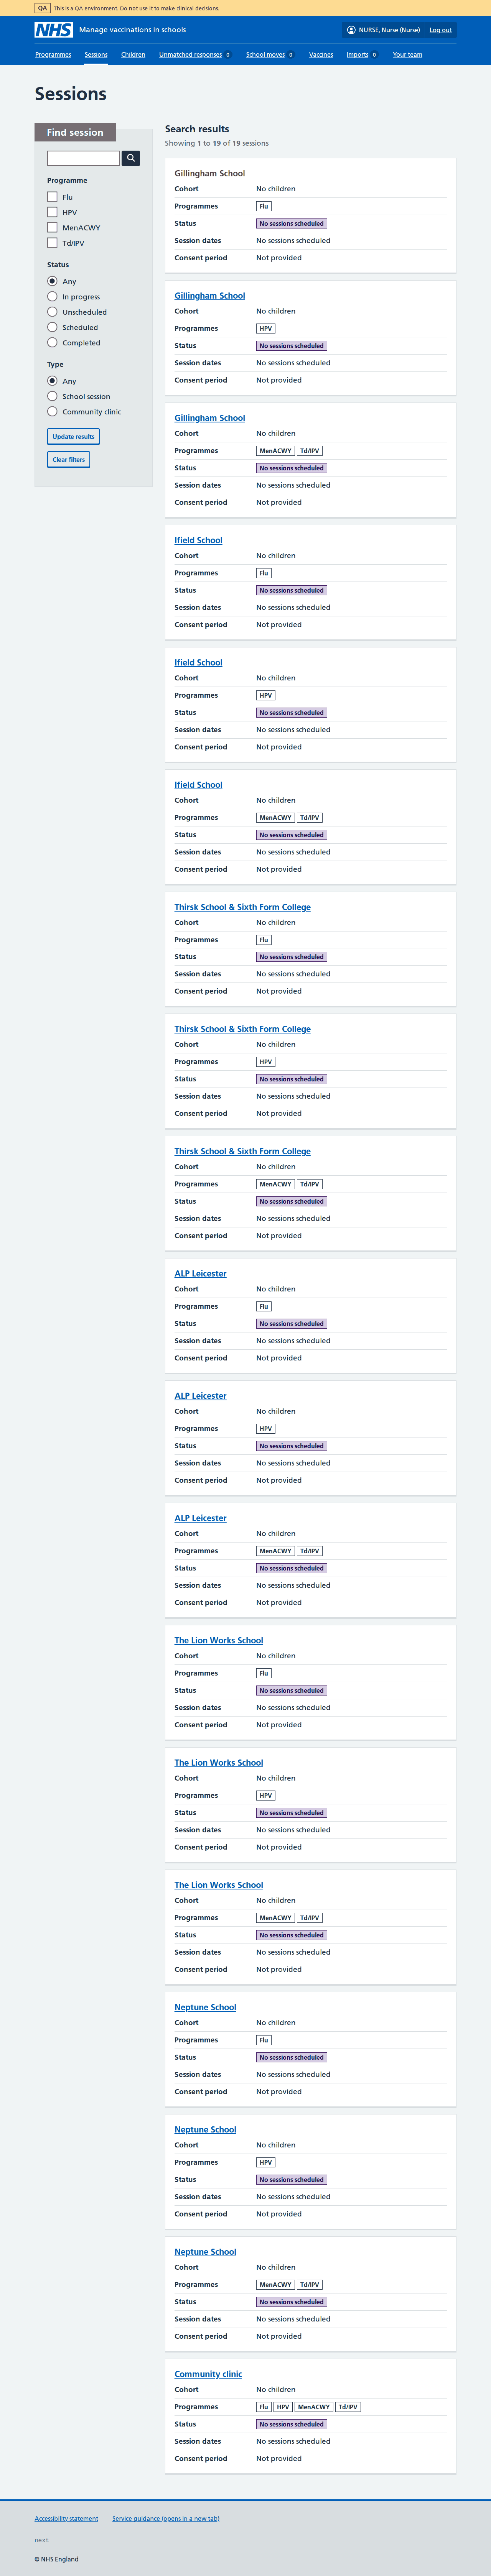 QA This is a QA environment. Do not use it to make clinical decisions.
NHS Manage vaccinations in schools NURSE, Nurse (Nurse) Log out
Programmes Sessions Children Unmatched responses 0 School moves 0 Vaccines Imports 0 Your team
Sessions
Find session
Programme
Flu
HPV
MenACWY
Td/IPV
Status
Any
In progress
Unscheduled
Scheduled
Completed
Type
Any
School session
Community clinic
Update results
Clear filters
Search results
Showing 1 to 19 of 19 sessions
Gillingham School
Cohort No children
Programmes Flu
Status No sessions scheduled
Session dates No sessions scheduled
Consent period Not provided
Gillingham School
Cohort No children
Programmes HPV
Status No sessions scheduled
Session dates No sessions scheduled
Consent period Not provided
Gillingham School
Cohort No children
Programmes MenACWY Td/IPV
Status No sessions scheduled
Session dates No sessions scheduled
Consent period Not provided
Ifield School
Cohort No children
Programmes Flu
Status No sessions scheduled
Session dates No sessions scheduled
Consent period Not provided
Ifield School
Cohort No children
Programmes HPV
Status No sessions scheduled
Session dates No sessions scheduled
Consent period Not provided
Ifield School
Cohort No children
Programmes MenACWY Td/IPV
Status No sessions scheduled
Session dates No sessions scheduled
Consent period Not provided
Thirsk School & Sixth Form College
Cohort No children
Programmes Flu
Status No sessions scheduled
Session dates No sessions scheduled
Consent period Not provided
Thirsk School & Sixth Form College
Cohort No children
Programmes HPV
Status No sessions scheduled
Session dates No sessions scheduled
Consent period Not provided
Thirsk School & Sixth Form College
Cohort No children
Programmes MenACWY Td/IPV
Status No sessions scheduled
Session dates No sessions scheduled
Consent period Not provided
ALP Leicester
Cohort No children
Programmes Flu
Status No sessions scheduled
Session dates No sessions scheduled
Consent period Not provided
ALP Leicester
Cohort No children
Programmes HPV
Status No sessions scheduled
Session dates No sessions scheduled
Consent period Not provided
ALP Leicester
Cohort No children
Programmes MenACWY Td/IPV
Status No sessions scheduled
Session dates No sessions scheduled
Consent period Not provided
The Lion Works School
Cohort No children
Programmes Flu
Status No sessions scheduled
Session dates No sessions scheduled
Consent period Not provided
The Lion Works School
Cohort No children
Programmes HPV
Status No sessions scheduled
Session dates No sessions scheduled
Consent period Not provided
The Lion Works School
Cohort No children
Programmes MenACWY Td/IPV
Status No sessions scheduled
Session dates No sessions scheduled
Consent period Not provided
Neptune School
Cohort No children
Programmes Flu
Status No sessions scheduled
Session dates No sessions scheduled
Consent period Not provided
Neptune School
Cohort No children
Programmes HPV
Status No sessions scheduled
Session dates No sessions scheduled
Consent period Not provided
Neptune School
Cohort No children
Programmes MenACWY Td/IPV
Status No sessions scheduled
Session dates No sessions scheduled
Consent period Not provided
Community clinic
Cohort No children
Programmes Flu HPV MenACWY Td/IPV
Status No sessions scheduled
Session dates No sessions scheduled
Consent period Not provided
Accessibility statement Service guidance (opens in a new tab)
next
© NHS England